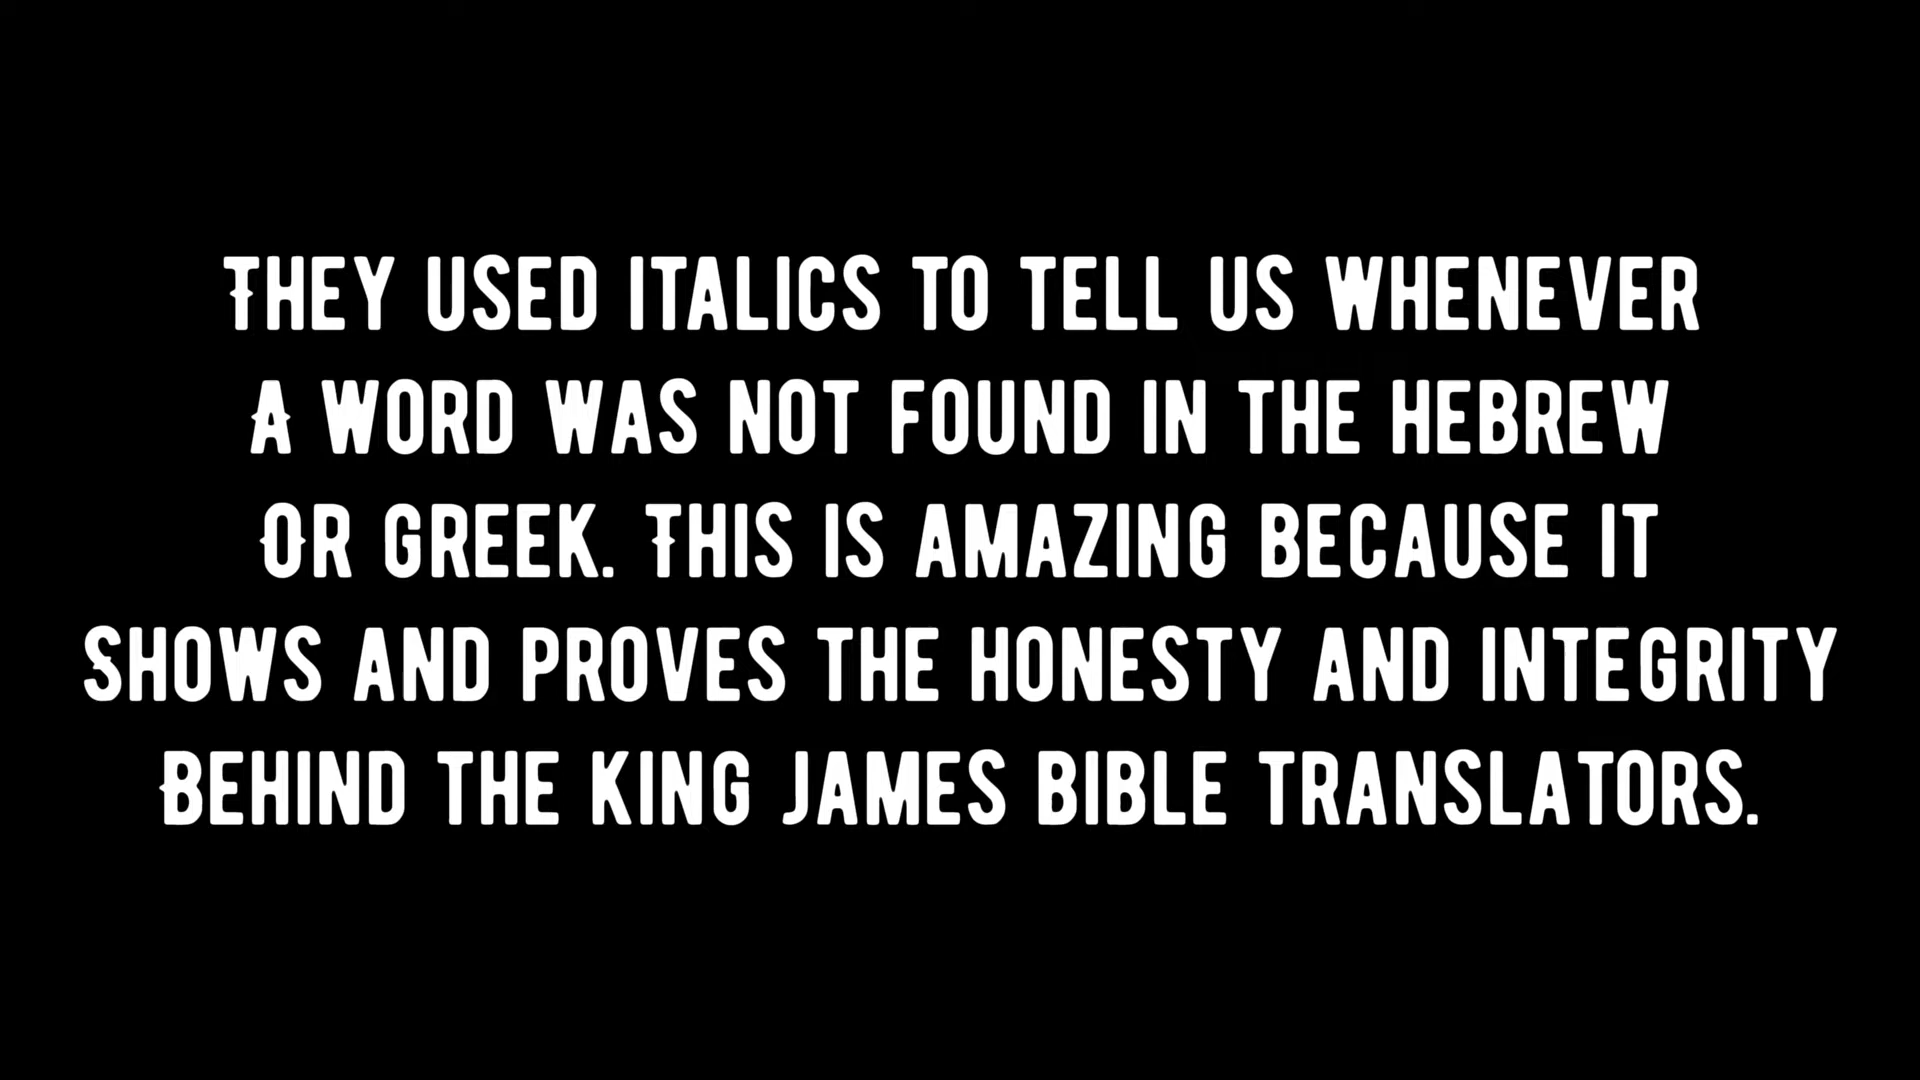 They used italics to tell us whenever
a word was not found in the Hebrew
or Greek. This is amazing because it
shows and proves the honesty and integrity
behind the King James Bible translators.